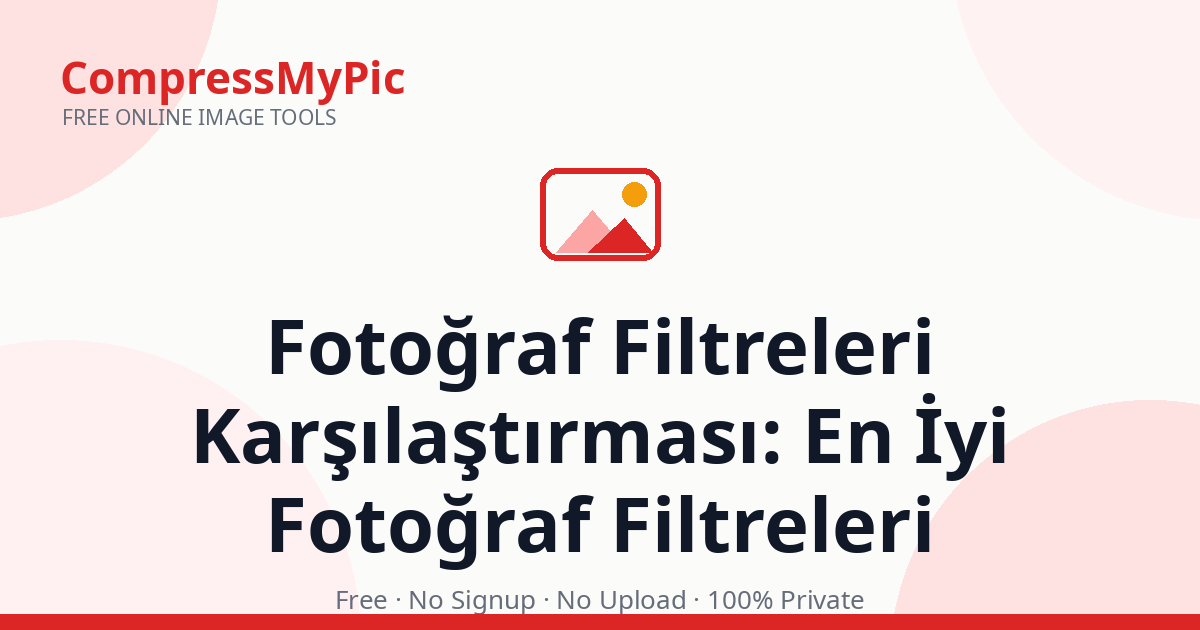 CompressMyPic
FREE ONLINE IMAGE TOOLS
Fotoğraf Filtreleri
Karşılaştırması: En İyi
Fotoğraf Filtreleri
Free · No Signup · No Upload · 100% Private